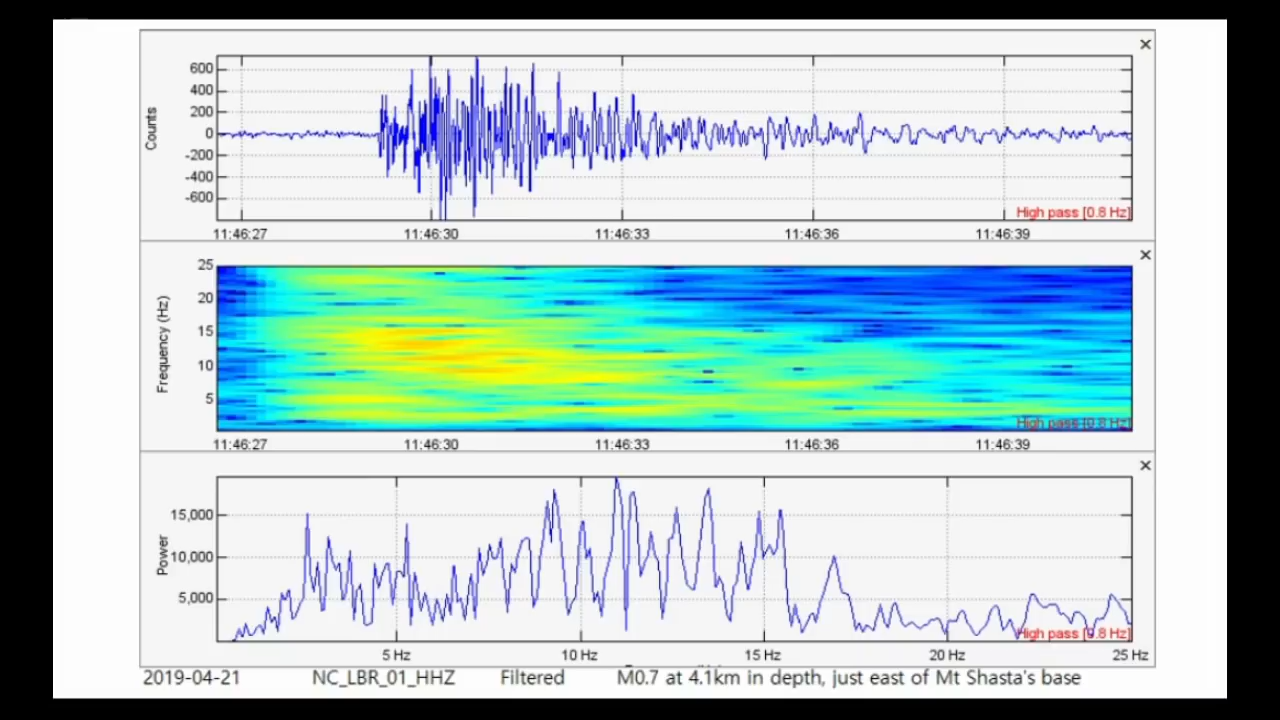 ×
Counts
600
400
200
0
-200
-400
-600
High pass [0.8 Hz]
11:46:27 11:46:30 11:46:33 11:46:36 11:46:39
×
Frequency (Hz)
25
20
15
10
5
High pass [0.8 Hz]
11:46:27 11:46:30 11:46:33 11:46:36 11:46:39
×
Power
15,000
10,000
5,000
High pass [0.8 Hz]
5 Hz 10 Hz 15 Hz 20 Hz 25 Hz
2019-04-21 NC_LBR_01_HHZ Filtered M0.7 at 4.1km in depth, just east of Mt Shasta's base